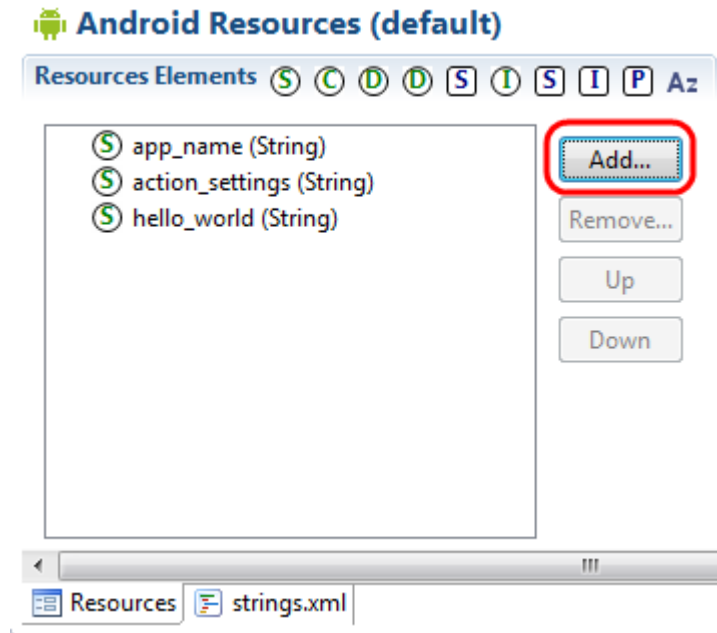 Android Resources (default)
Resources Elements S C D D S I S I P Az
S app_name (String)
S action_settings (String)
S hello_world (String)
Add...
Remove...
Up
Down
Resources strings.xml